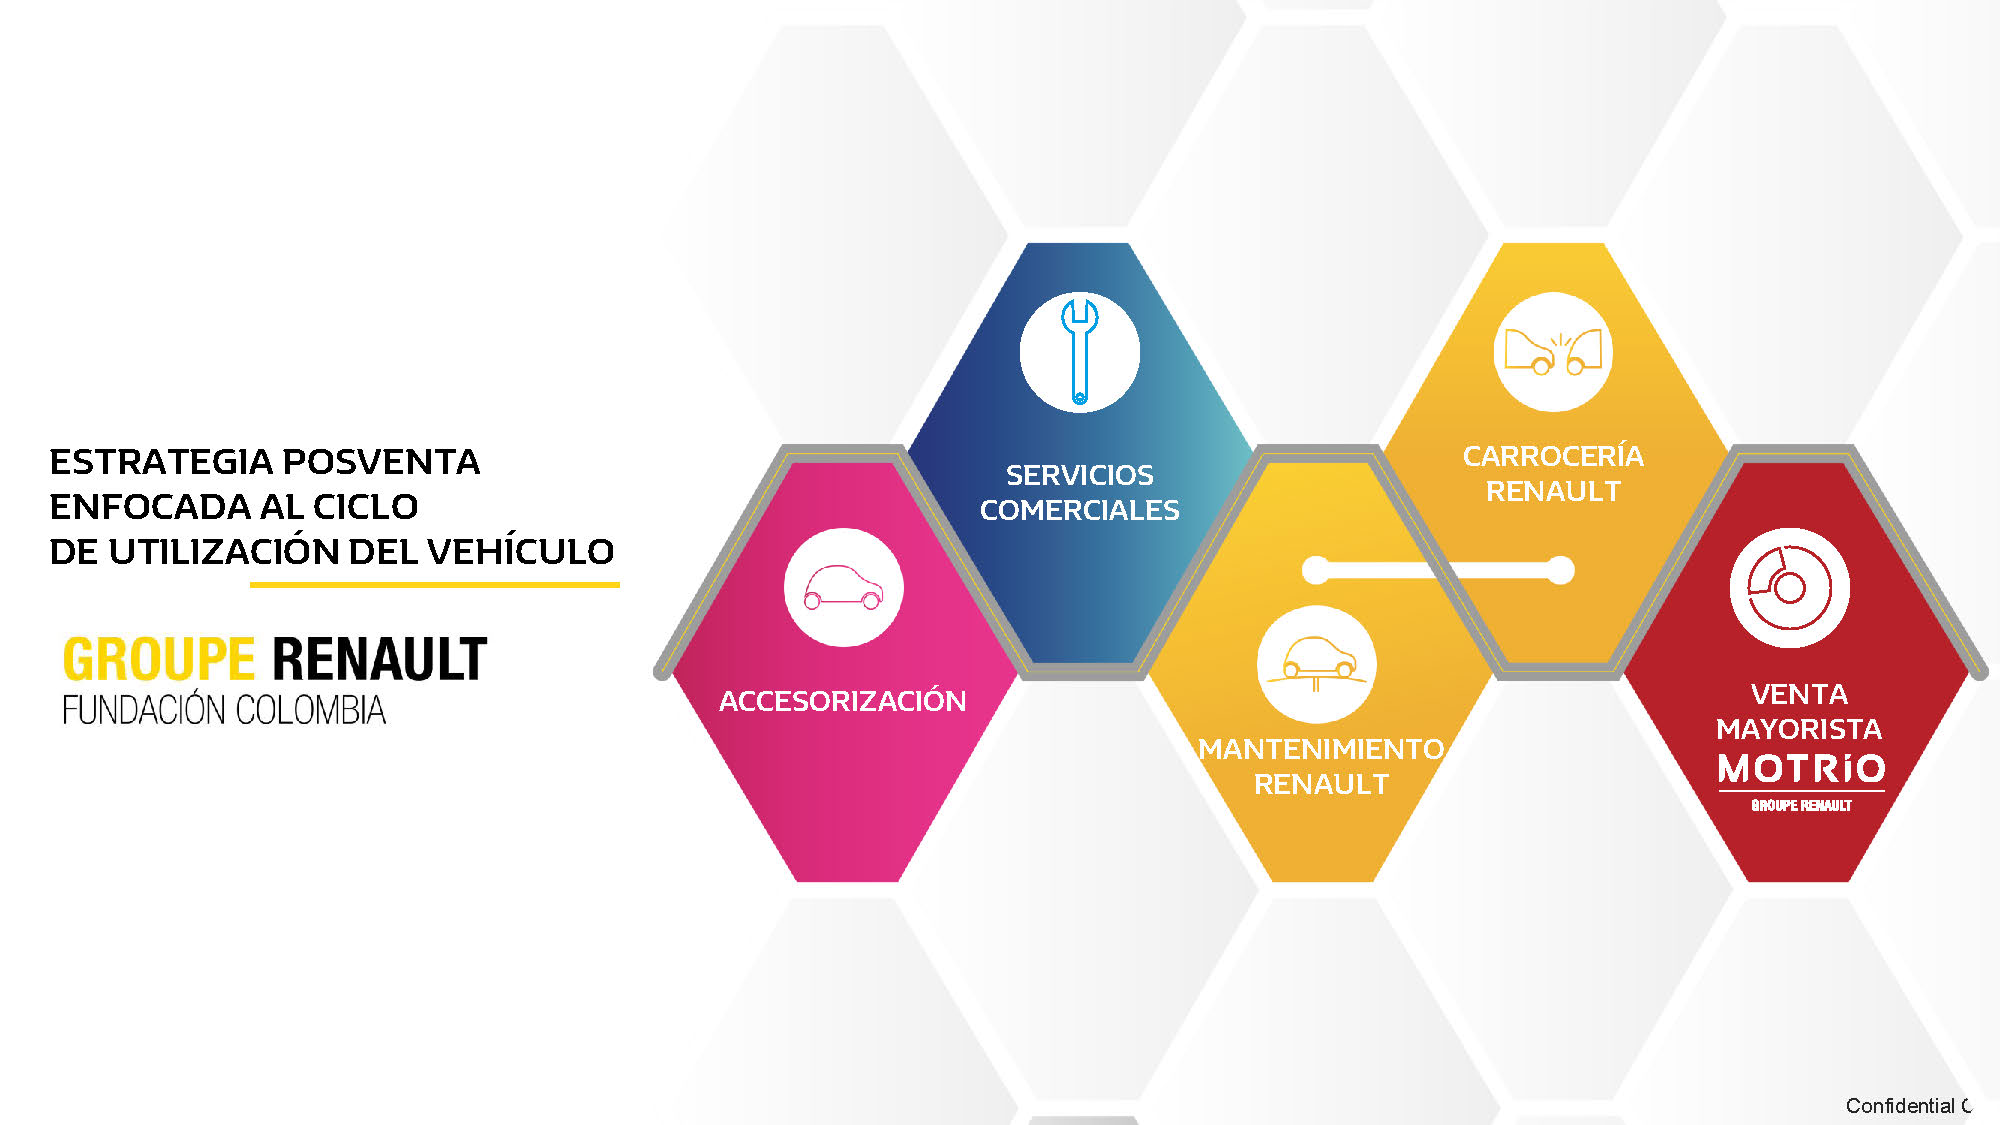 ESTRATEGIA POSVENTA
ENFOCADA AL CICLO
DE UTILIZACIÓN DEL VEHÍCULO
GROUPE RENAULT
FUNDACIÓN COLOMBIA
ACCESORIZACIÓN
SERVICIOS
COMERCIALES
MANTENIMIENTO
RENAULT
CARROCERÍA
RENAULT
VENTA
MAYORISTA
MOTRiO
GROUPE RENAULT
Confidential